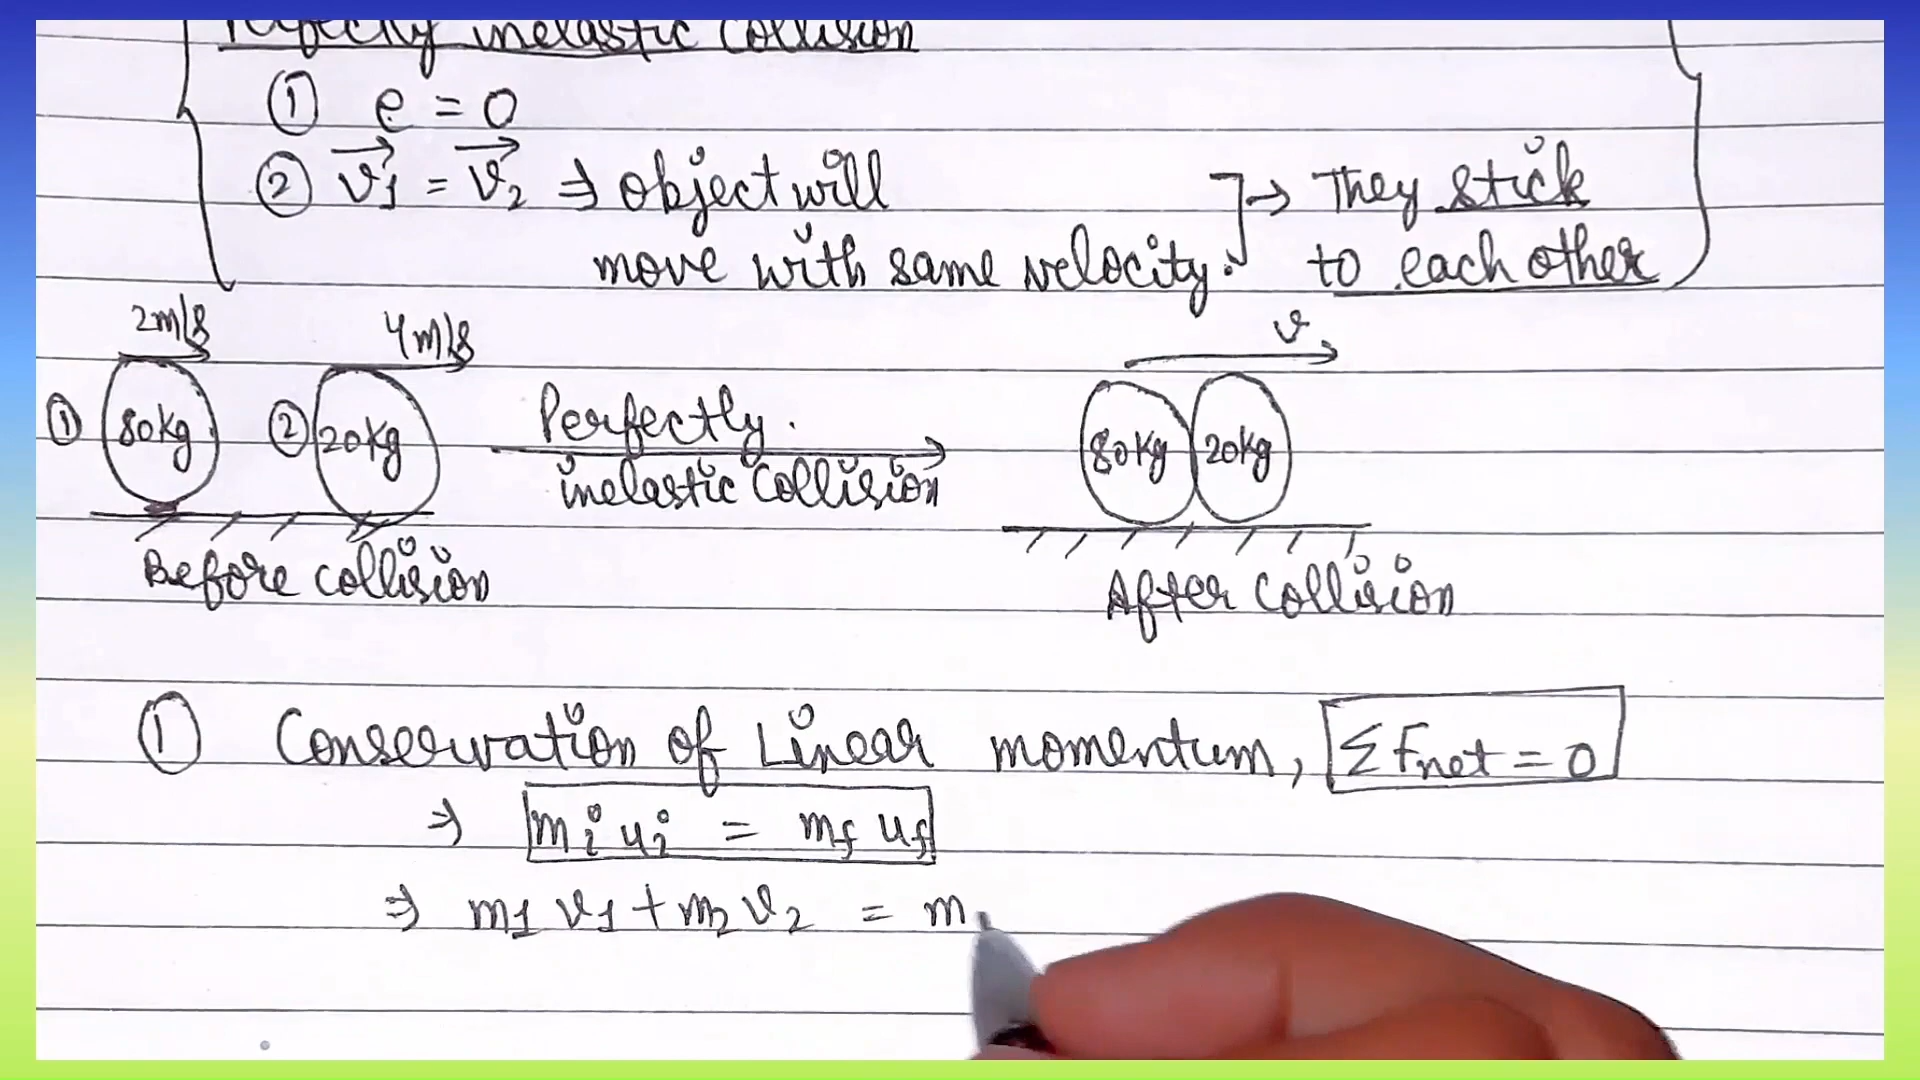 Perfectly inelastic collision
① e = 0
② v⃗1 = v⃗2 ⇒ object will move with same velocity. → They stick to each other
2m/s 4m/s v
① 80kg ② 20kg Perfectly inelastic collision 80kg 20kg
Before collision After collision
① Conservation of Linear momentum, ΣFnet = 0
⇒ mi ui = mf uf
⇒ m1 v1 + m2 v2 = m